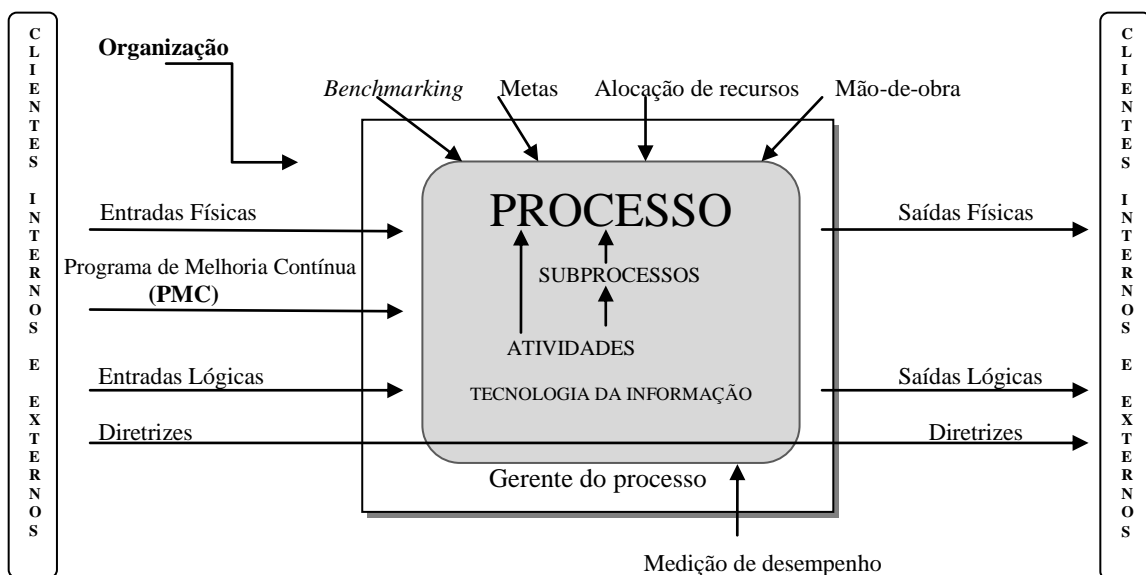 CLIENTES INTERNOS E EXTERNOS
Organização
Benchmarking
Metas
Alocação de recursos
Mão-de-obra
Entradas Físicas
Programa de Melhoria Contínua
(PMC)
Entradas Lógicas
Diretrizes
PROCESSO
SUBPROCESSOS
ATIVIDADES
TECNOLOGIA DA INFORMAÇÃO
Gerente do processo
Medição de desempenho
Saídas Físicas
Saídas Lógicas
Diretrizes
CLIENTES INTERNOS E EXTERNOS